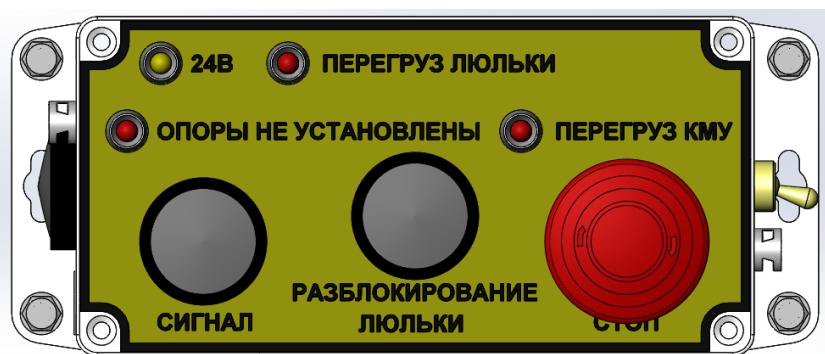 24В ПЕРЕГРУЗ ЛЮЛЬКИ
ОПОРЫ НЕ УСТАНОВЛЕНЫ ПЕРЕГРУЗ КМУ
РАЗБЛОКИРОВАНИЕ
ЛЮЛЬКИ
СИГНАЛ
СТОП